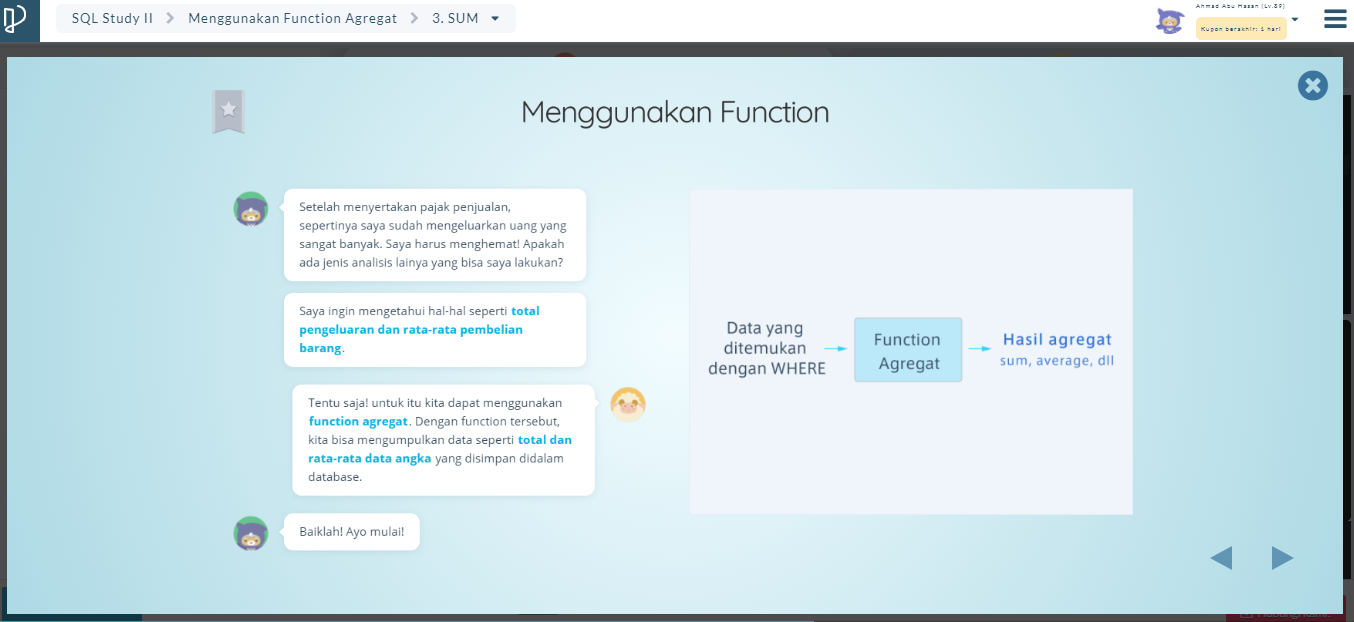 SQL Study II
Menggunakan Function Agregat
3. SUM
Ahmad Abu Hasan (Lv.39)
Kupon berakhir: 1 hari
Menggunakan Function
Setelah menyertakan pajak penjualan,
sepertinya saya sudah mengeluarkan uang yang
sangat banyak. Saya harus menghemat! Apakah
ada jenis analisis lainya yang bisa saya lakukan?
Saya ingin mengetahui hal-hal seperti total
pengeluaran dan rata-rata pembelian
barang.
Tentu saja! untuk itu kita dapat menggunakan
function agregat. Dengan function tersebut,
kita bisa mengumpulkan data seperti total dan
rata-rata data angka yang disimpan didalam
database.
Baiklah! Ayo mulai!
Data yang
ditemukan
dengan WHERE
Function
Agregat
Hasil agregat
sum, average, dll